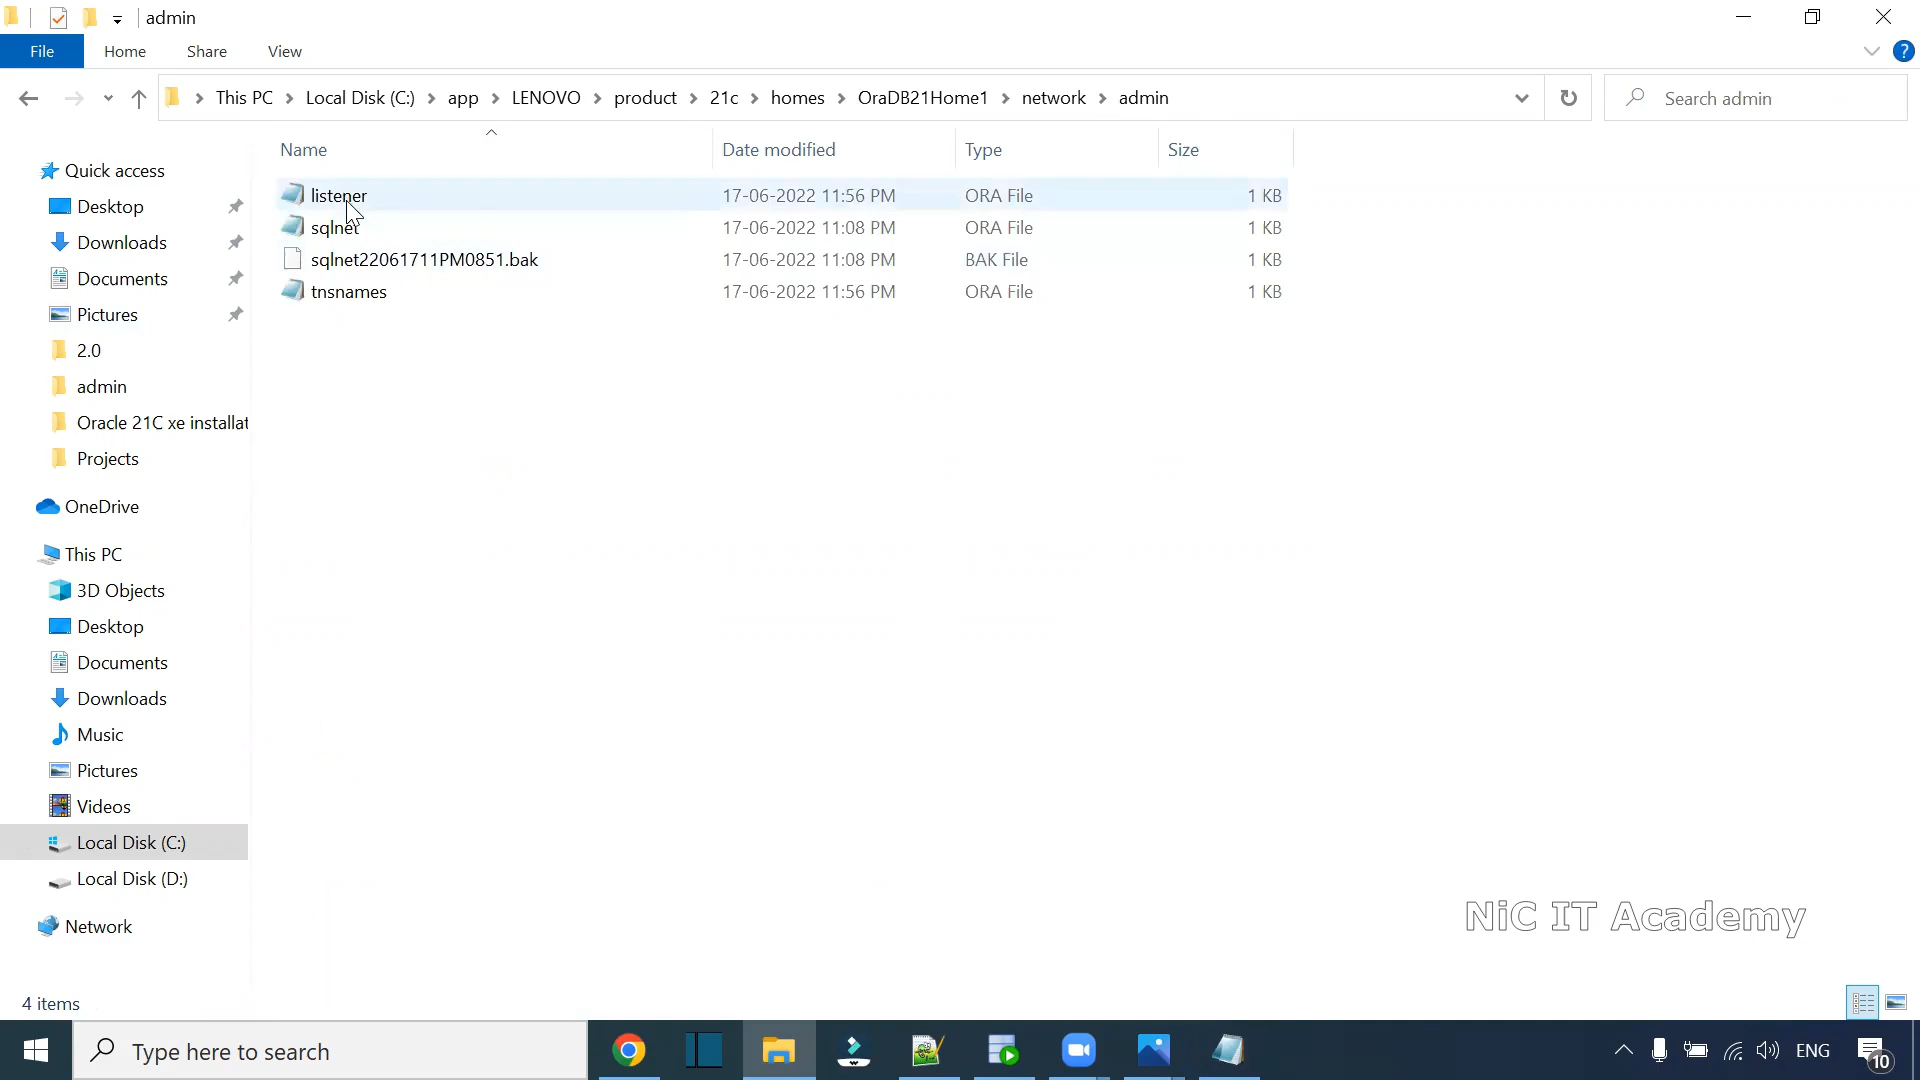 admin
File Home Share View
This PC Local Disk (C:) app LENOVO product 21c homes OraDB21Home1 network admin
Search admin
Name Date modified Type Size
listener 17-06-2022 11:56 PM ORA File 1 KB
sqlnet 17-06-2022 11:08 PM ORA File 1 KB
sqlnet22061711PM0851.bak 17-06-2022 11:08 PM BAK File 1 KB
tnsnames 17-06-2022 11:56 PM ORA File 1 KB
Quick access
Desktop
Downloads
Documents
Pictures
2.0
admin
Oracle 21C xe installat
Projects
OneDrive
This PC
3D Objects
Desktop
Documents
Downloads
Music
Pictures
Videos
Local Disk (C:)
Local Disk (D:)
Network
NiC IT Academy
4 items
Type here to search
ENG
10